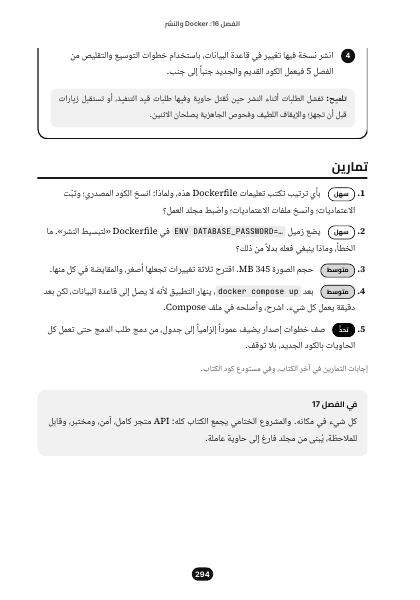 الفصل 16: Docker والنشر
4 انشر نسخة فيها تغيير في قاعدة البيانات، باستخدام خطوات التوسيع والتقليص من
الفصل 5 فيعمل الكود القديم والجديد جنباً إلى جنب.
تلميح: تفشل الطلبات أثناء النشر حين تُقتل حاوية وفيها طلبات قيد التنفيذ، أو تستقبل زيارات
قبل أن تجهز؛ والإيقاف اللطيف وفحوص الجاهزية يصلحان الاثنين.
تمارين
1. سهل بأي ترتيب تكتب تعليمات Dockerfile هذه، ولماذا: انسخ الكود المصدري؛ وثبّت
الاعتماديات؛ وانسخ ملفات الاعتماديات؛ واضبط مجلد العمل؟
2. سهل يضع زميل ENV DATABASE_PASSWORD=… في Dockerfile «لتبسيط النشر». ما
الخطأ، وماذا ينبغي فعله بدلاً من ذلك؟
3. متوسط حجم الصورة 345 MB. اقترح ثلاثة تغييرات تجعلها أصغر، والمقايضة في كل منها.
4. متوسط بعد docker compose up، ينهار التطبيق لأنه لا يصل إلى قاعدة البيانات، لكن بعد
دقيقة يعمل كل شيء. اشرح، وأصلحه في ملف Compose.
5. تحدٍّ صف خطوات إصدار يضيف عموداً إلزامياً إلى جدول، من دمج طلب الدمج حتى تعمل كل
الحاويات بالكود الجديد، بلا توقف.
إجابات التمارين في آخر الكتاب، وفي مستودع كود الكتاب.
في الفصل 17
كل شيء في مكانه. والمشروع الختامي يجمع الكتاب كله: API متجر كامل، آمن، ومختبر، وقابل
للملاحظة، يُبنى من مجلد فارغ إلى حاوية عاملة.
294